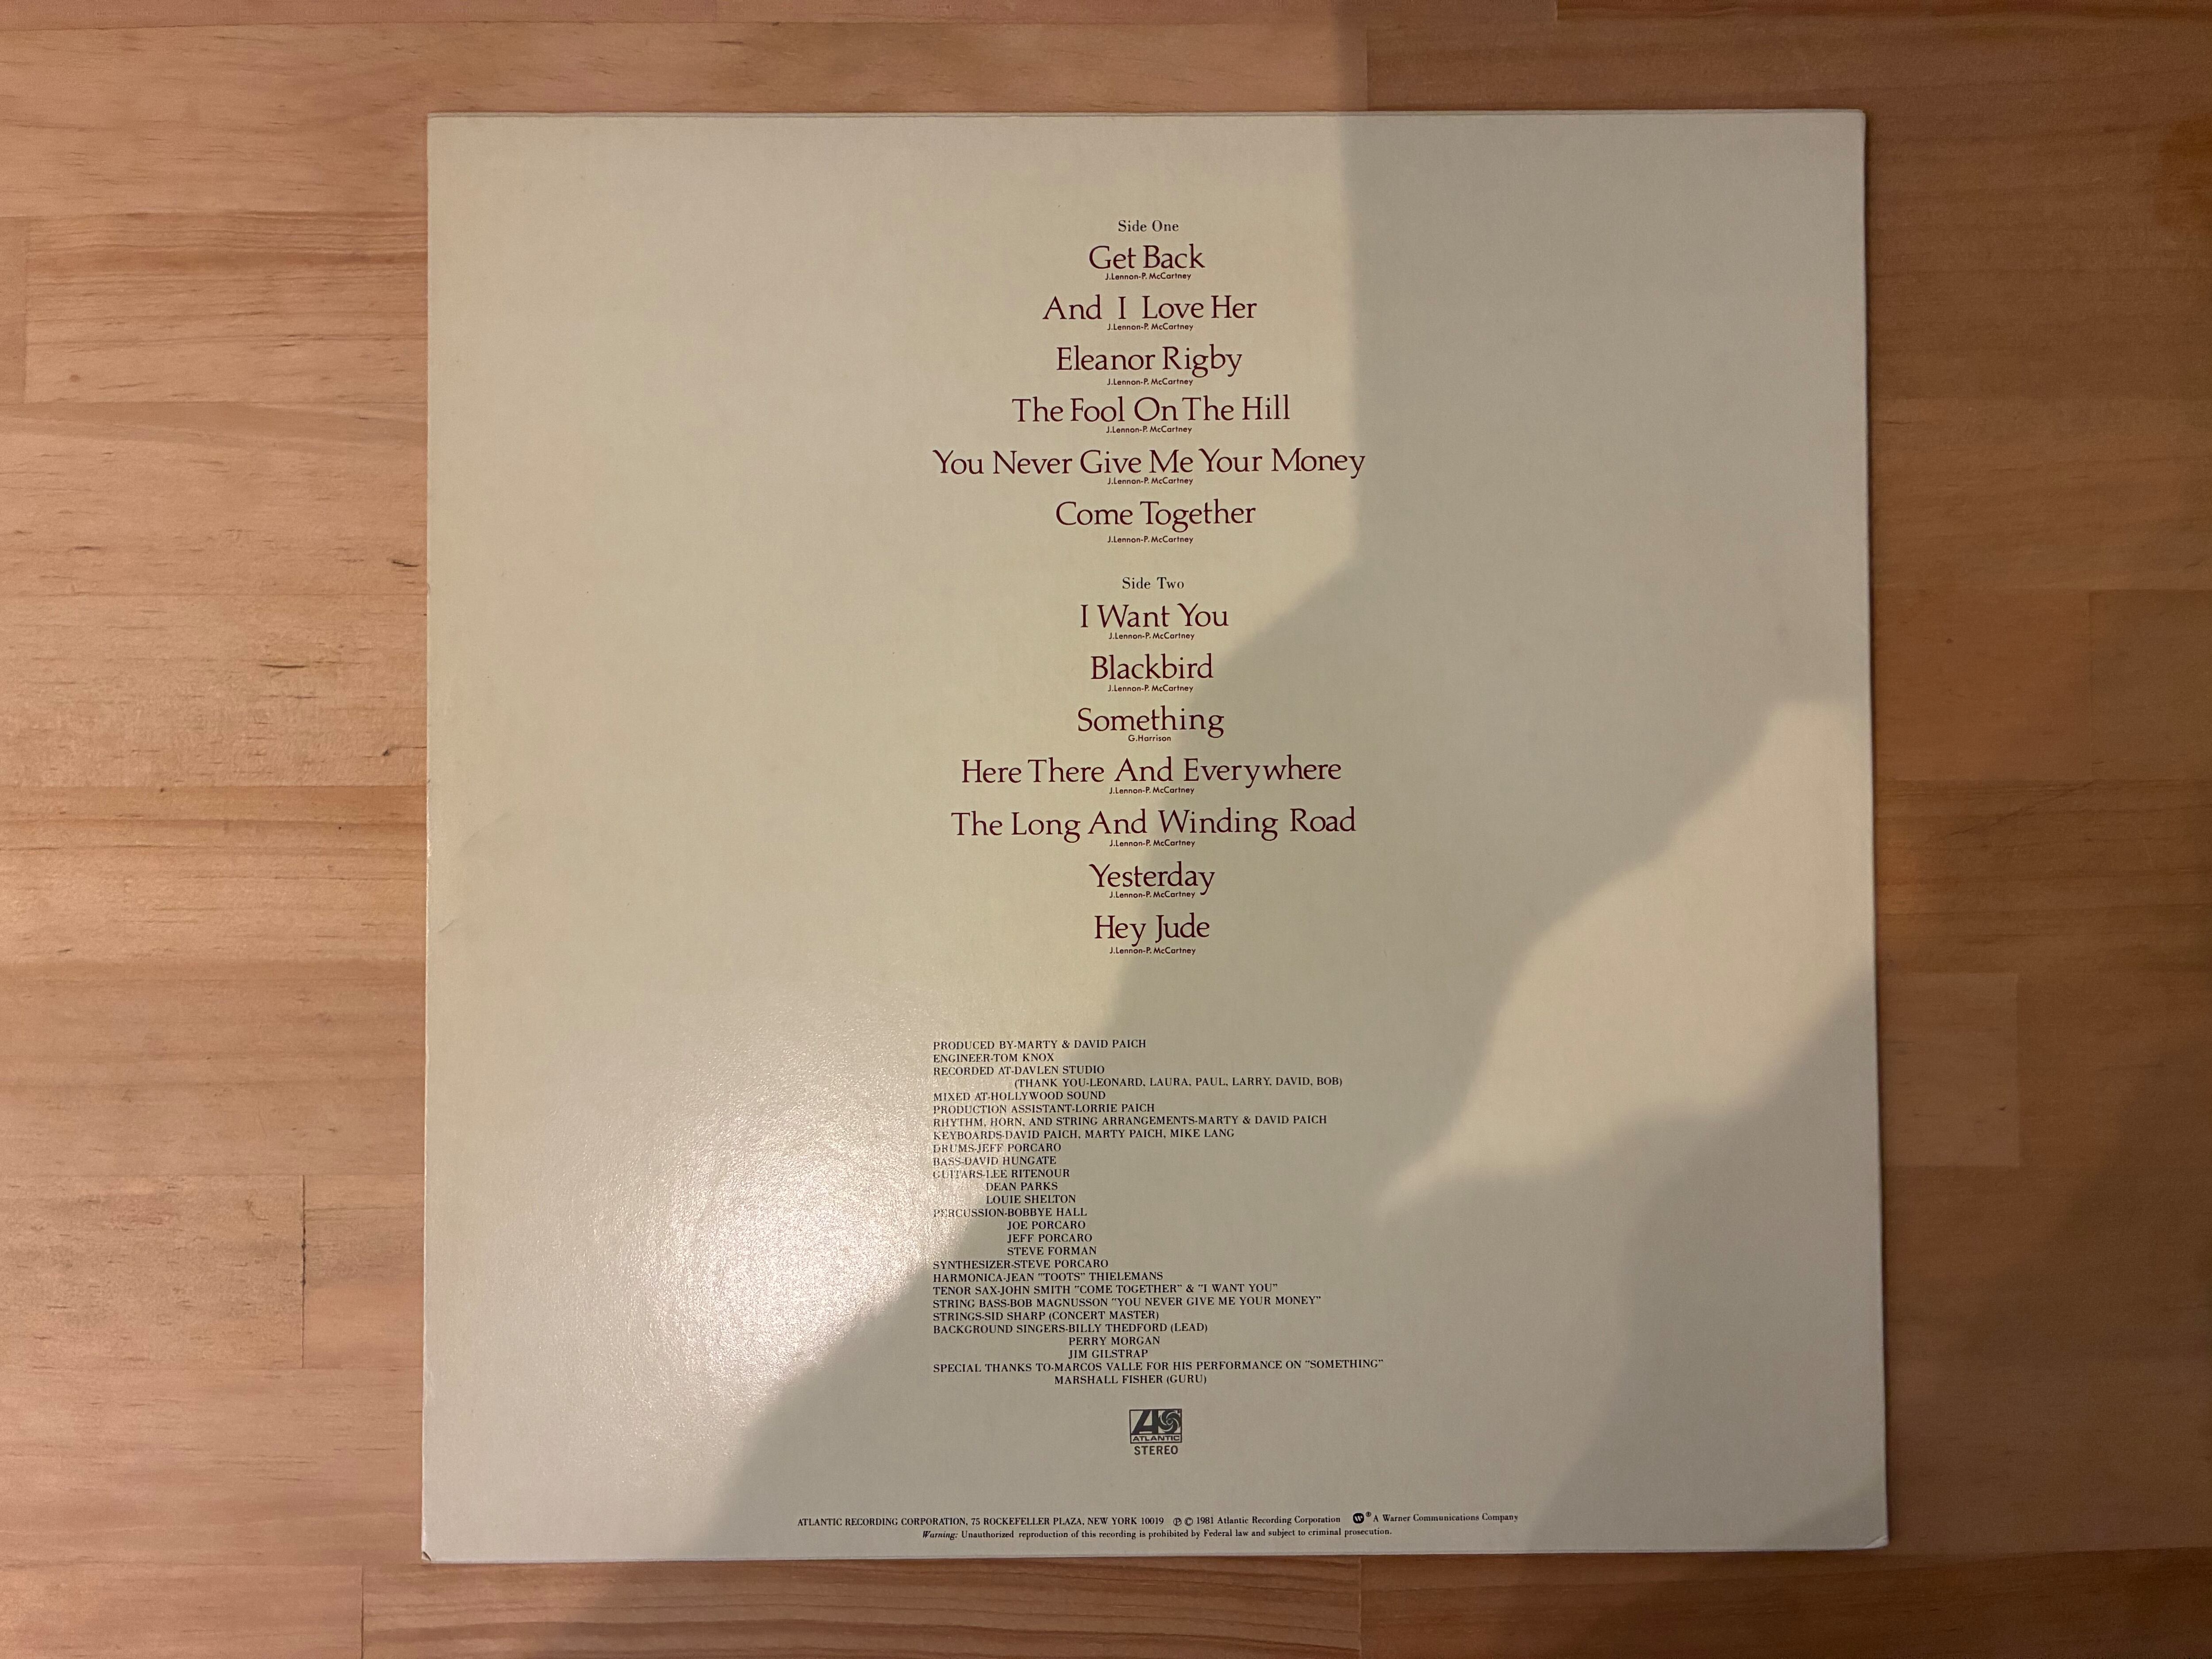 Side One
Get Back
J.Lennon-P. McCartney
And I Love Her
J.Lennon-P. McCartney
Eleanor Rigby
J.Lennon-P. McCartney
The Fool On The Hill
J.Lennon-P. McCartney
You Never Give Me Your Money
J.Lennon-P. McCartney
Come Together
J.Lennon-P. McCartney
Side Two
I Want You
J.Lennon-P. McCartney
Blackbird
J.Lennon-P. McCartney
Something
G.Harrison
Here There And Everywhere
J.Lennon-P. McCartney
The Long And Winding Road
J.Lennon-P. McCartney
Yesterday
J.Lennon-P. McCartney
Hey Jude
J.Lennon-P. McCartney
PRODUCED BY-MARTY & DAVID PAICH
ENGINEER-TOM KNOX
RECORDED AT-DAVLEN STUDIO
(THANK YOU-LEONARD, LAURA, PAUL, LARRY, DAVID, BOB)
MIXED AT-HOLLYWOOD SOUND
PRODUCTION ASSISTANT-LORRIE PAICH
RHYTHM, HORN, AND STRING ARRANGEMENTS-MARTY & DAVID PAICH
KEYBOARDS-DAVID PAICH, MARTY PAICH, MIKE LANG
DRUMS-JEFF PORCARO
BASS-DAVID HUNGATE
GUITARS-LEE RITENOUR
DEAN PARKS
LOUIE SHELTON
PERCUSSION-BOBBYE HALL
JOE PORCARO
JEFF PORCARO
STEVE FORMAN
SYNTHESIZER-STEVE PORCARO
HARMONICA-JEAN "TOOTS" THIELEMANS
TENOR SAX-JOHN SMITH "COME TOGETHER" & "I WANT YOU"
STRING BASS-BOB MAGNUSSON "YOU NEVER GIVE ME YOUR MONEY"
STRINGS-SID SHARP (CONCERT MASTER)
BACKGROUND SINGERS-BILLY THEDFORD (LEAD)
PERRY MORGAN
JIM GILSTRAP
SPECIAL THANKS TO-MARCOS VALLE FOR HIS PERFORMANCE ON "SOMETHING"
MARSHALL FISHER (GURU)
ATLANTIC
STEREO
ATLANTIC RECORDING CORPORATION, 75 ROCKEFELLER PLAZA, NEW YORK 10019 ℗ © 1981 Atlantic Recording Corporation W ® A Warner Communications Company
Warning: Unauthorized reproduction of this recording is prohibited by Federal law and subject to criminal prosecution.